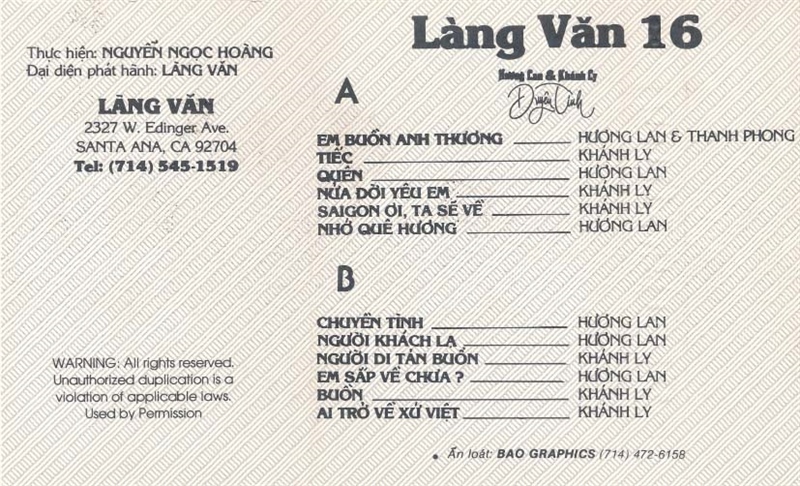 Thực hiện: NGUYỄN NGỌC HOÀNG
Đại diện phát hành: LÀNG VĂN
LÀNG VĂN
2327 W. Edinger Ave.
SANTA ANA, CA 92704
Tel: (714) 545-1519
WARNING: All rights reserved.
Unauthorized duplication is a
violation of applicable laws.
Used by Permission
Làng Văn 16
Hương Lan & Khánh Ly
Duyên Tình
A
EM BUỒN ANH THƯƠNG HƯƠNG LAN & THANH PHONG
TIẾC KHÁNH LY
QUÊN HƯƠNG LAN
NỬA ĐỜI YÊU EM KHÁNH LY
SAIGON ƠI, TA SẼ VỀ KHÁNH LY
NHỚ QUÊ HƯƠNG HƯƠNG LAN
B
CHUYỆN TÌNH HƯƠNG LAN
NGƯỜI KHÁCH LẠ HƯƠNG LAN
NGƯỜI DI TẢN BUỒN KHÁNH LY
EM SẮP VỀ CHƯA ? HƯƠNG LAN
BUỒN KHÁNH LY
AI TRỞ VỀ XỨ VIỆT KHÁNH LY
• Ấn loát: BAO GRAPHICS (714) 472-6158